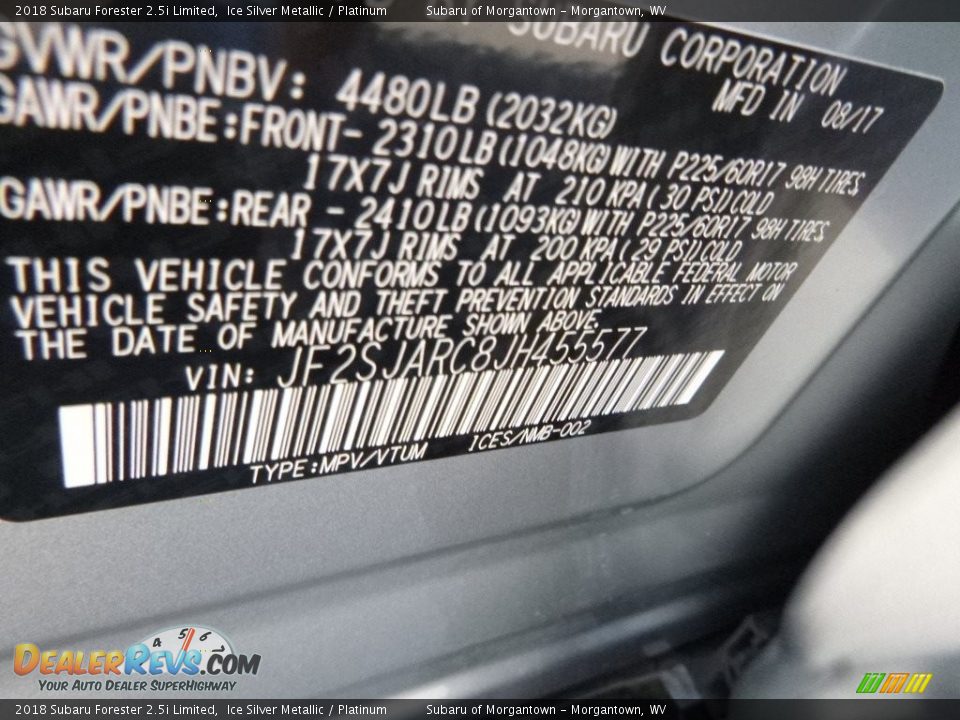 2018 Subaru Forester 2.5i Limited, Ice Silver Metallic / Platinum Subaru of Morgantown - Morgantown, WV
SUBARU CORPORATION
MFD IN 08/17
GVWR/PNBV: 4480LB (2032KG)
GAWR/PNBE:FRONT- 2310LB(1048KG)WITH P225/60R17 98H TIRES
17X7J RIMS AT 210 KPA( 30 PSI)COLD
GAWR/PNBE:REAR - 2410LB(1093KG)WITH P225/60R17 98H TIRES
17X7J RIMS AT 200 KPA( 29 PSI)COLD
THIS VEHICLE CONFORMS TO ALL APPLICABLE FEDERAL MOTOR
VEHICLE SAFETY AND THEFT PREVENTION STANDARDS IN EFFECT ON
THE DATE OF MANUFACTURE SHOWN ABOVE.
VIN: JF2SJARC8JH455577
TYPE:MPV/VTUM ICES/NMB-002
4 5 6
DEALERREVS.COM
YOUR AUTO DEALER SUPERHIGHWAY
2018 Subaru Forester 2.5i Limited, Ice Silver Metallic / Platinum Subaru of Morgantown - Morgantown, WV